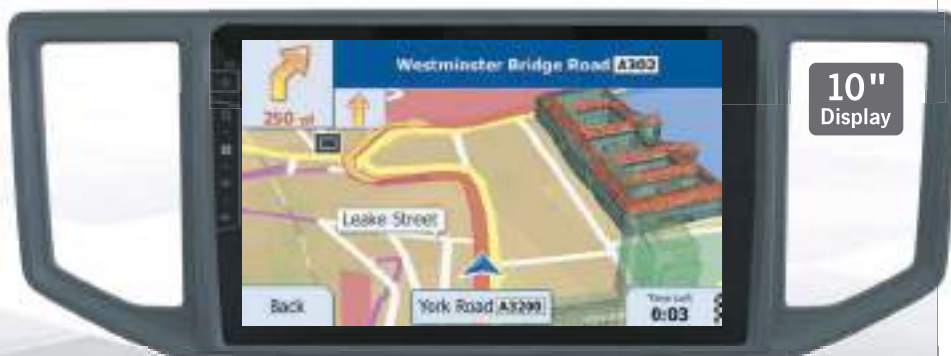 Westminster Bridge Road A302
10"
Display
250 yd
Leake Street
Back
York Road A3200
Time Left
0:03